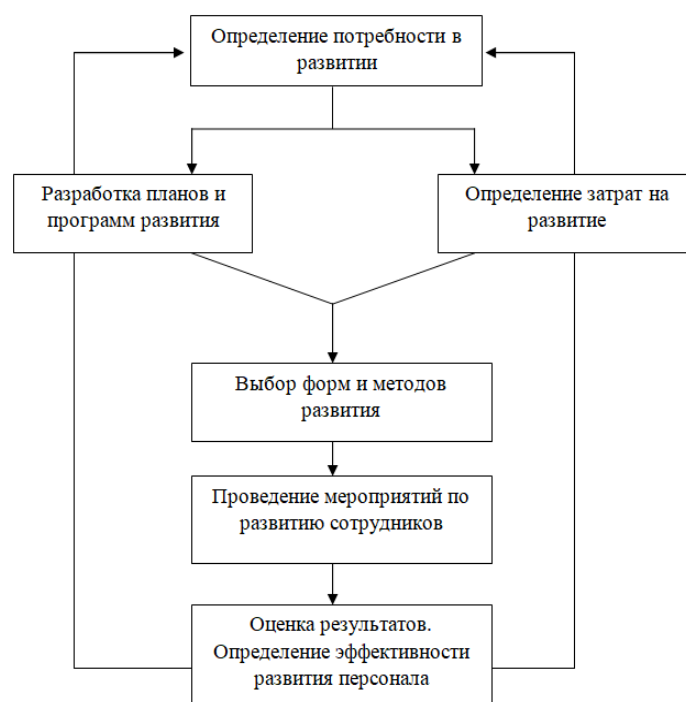 Определение потребности в
развитии
Разработка планов и
программ развития
Определение затрат на
развитие
Выбор форм и методов
развития
Проведение мероприятий по
развитию сотрудников
Оценка результатов.
Определение эффективности
развития персонала